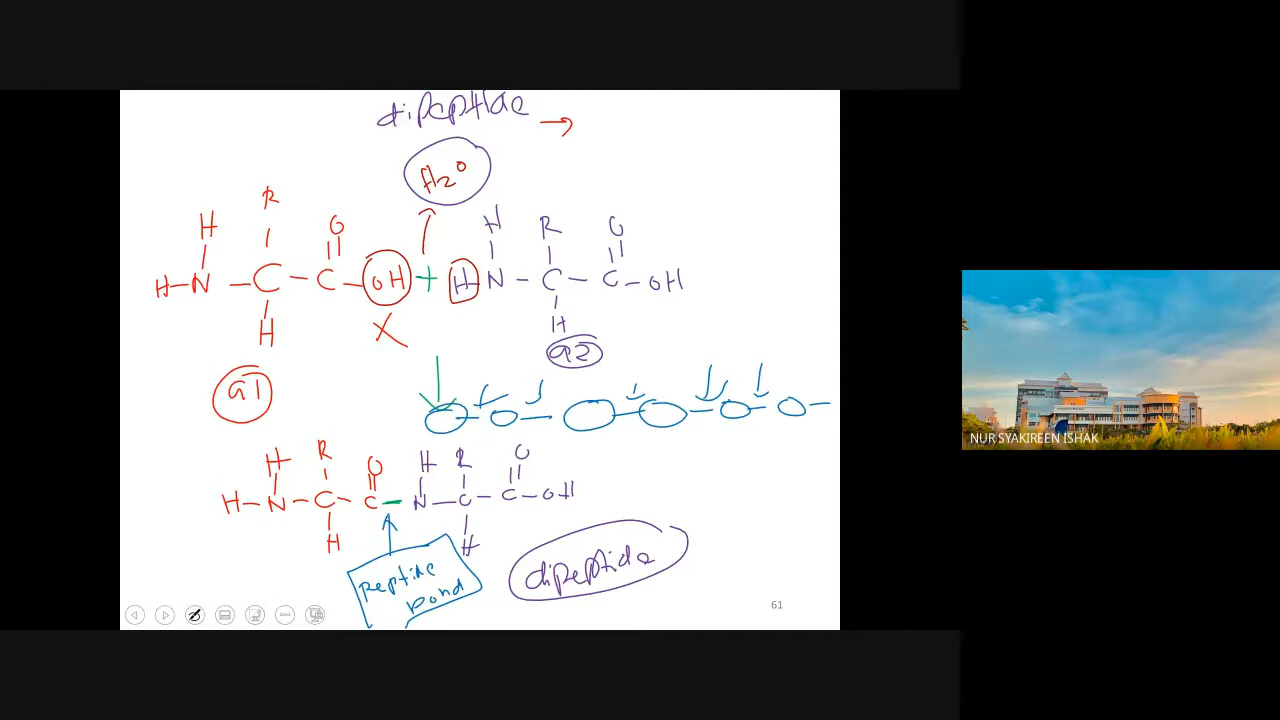 dipeptide →
H2O
H R O H R O
H-N-C-C-OH + H-N-C-C-OH
H X H
a1 a2
H R O H R O
H-N-C-C-N-C-C-OH
H H
peptide
bond
dipeptide
61
NUR SYAKIREEN ISHAK